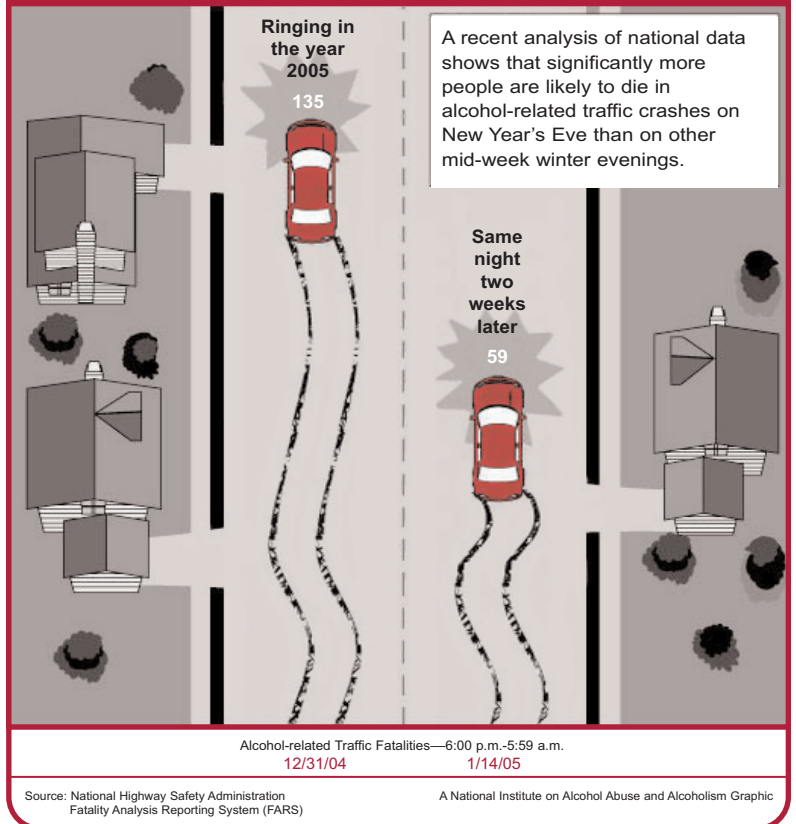 Ringing in
the year
2005
135
A recent analysis of national data
shows that significantly more
people are likely to die in
alcohol-related traffic crashes on
New Year’s Eve than on other
mid-week winter evenings.
Same
night
two
weeks
later
59
Alcohol-related Traffic Fatalities—6:00 p.m.-5:59 a.m.
12/31/04 1/14/05
Source: National Highway Safety Administration
Fatality Analysis Reporting System (FARS)
A National Institute on Alcohol Abuse and Alcoholism Graphic